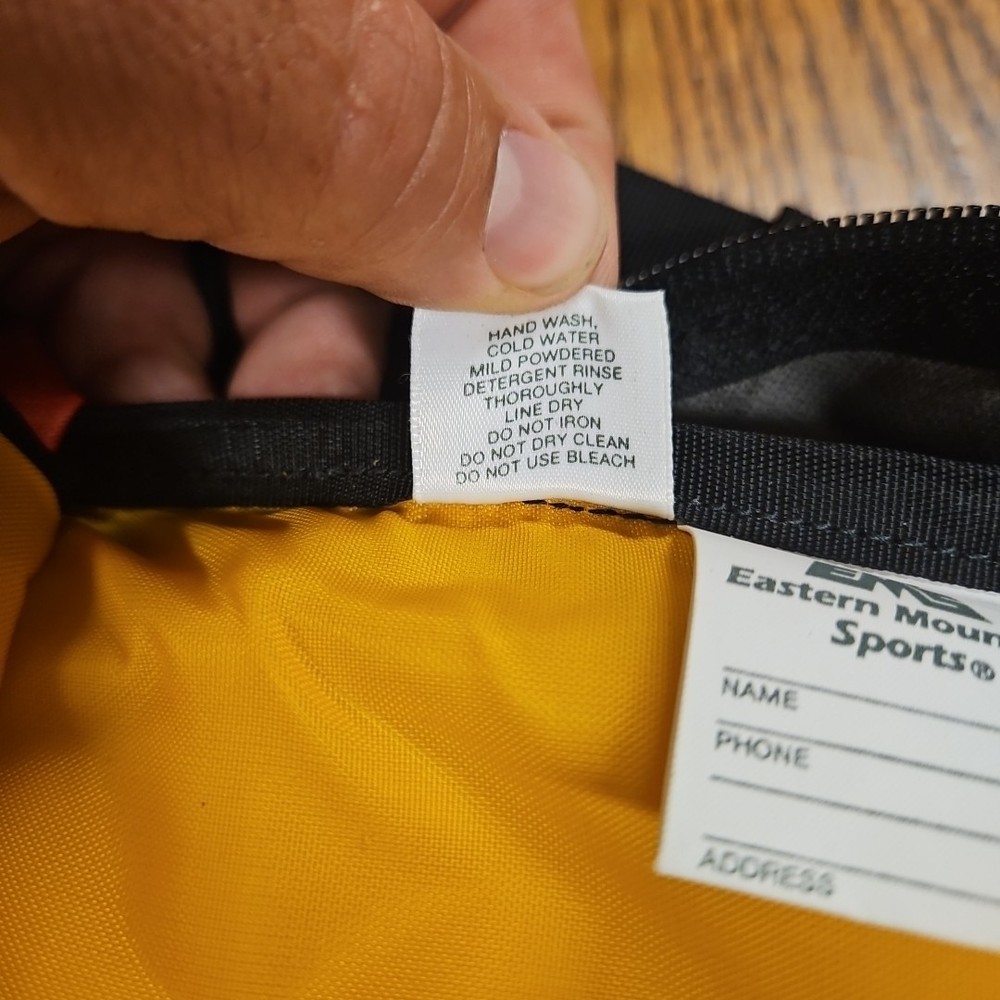 HAND WASH,
COLD WATER
MILD POWDERED
DETERGENT RINSE
THOROUGHLY
LINE DRY
DO NOT IRON
DO NOT DRY CLEAN
DO NOT USE BLEACH
EMS
Eastern Moun
Sports®
NAME
PHONE
ADDRESS